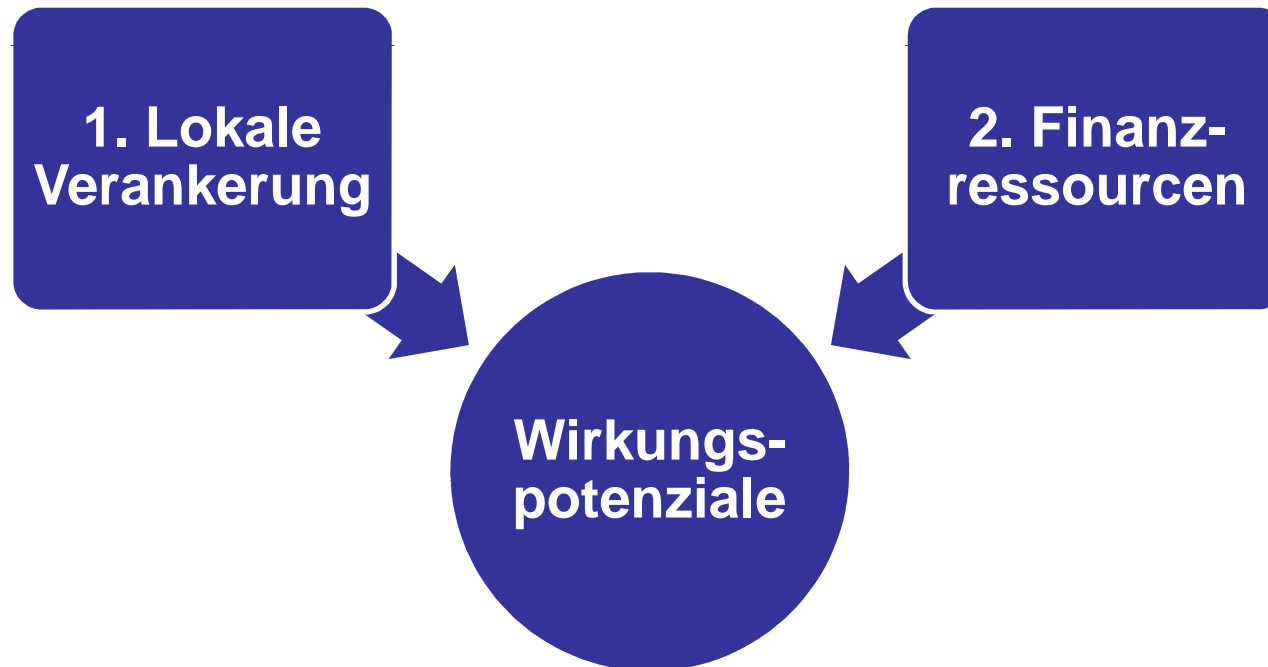 1. Lokale
Verankerung
2. Finanz-
ressourcen
Wirkungs-
potenziale